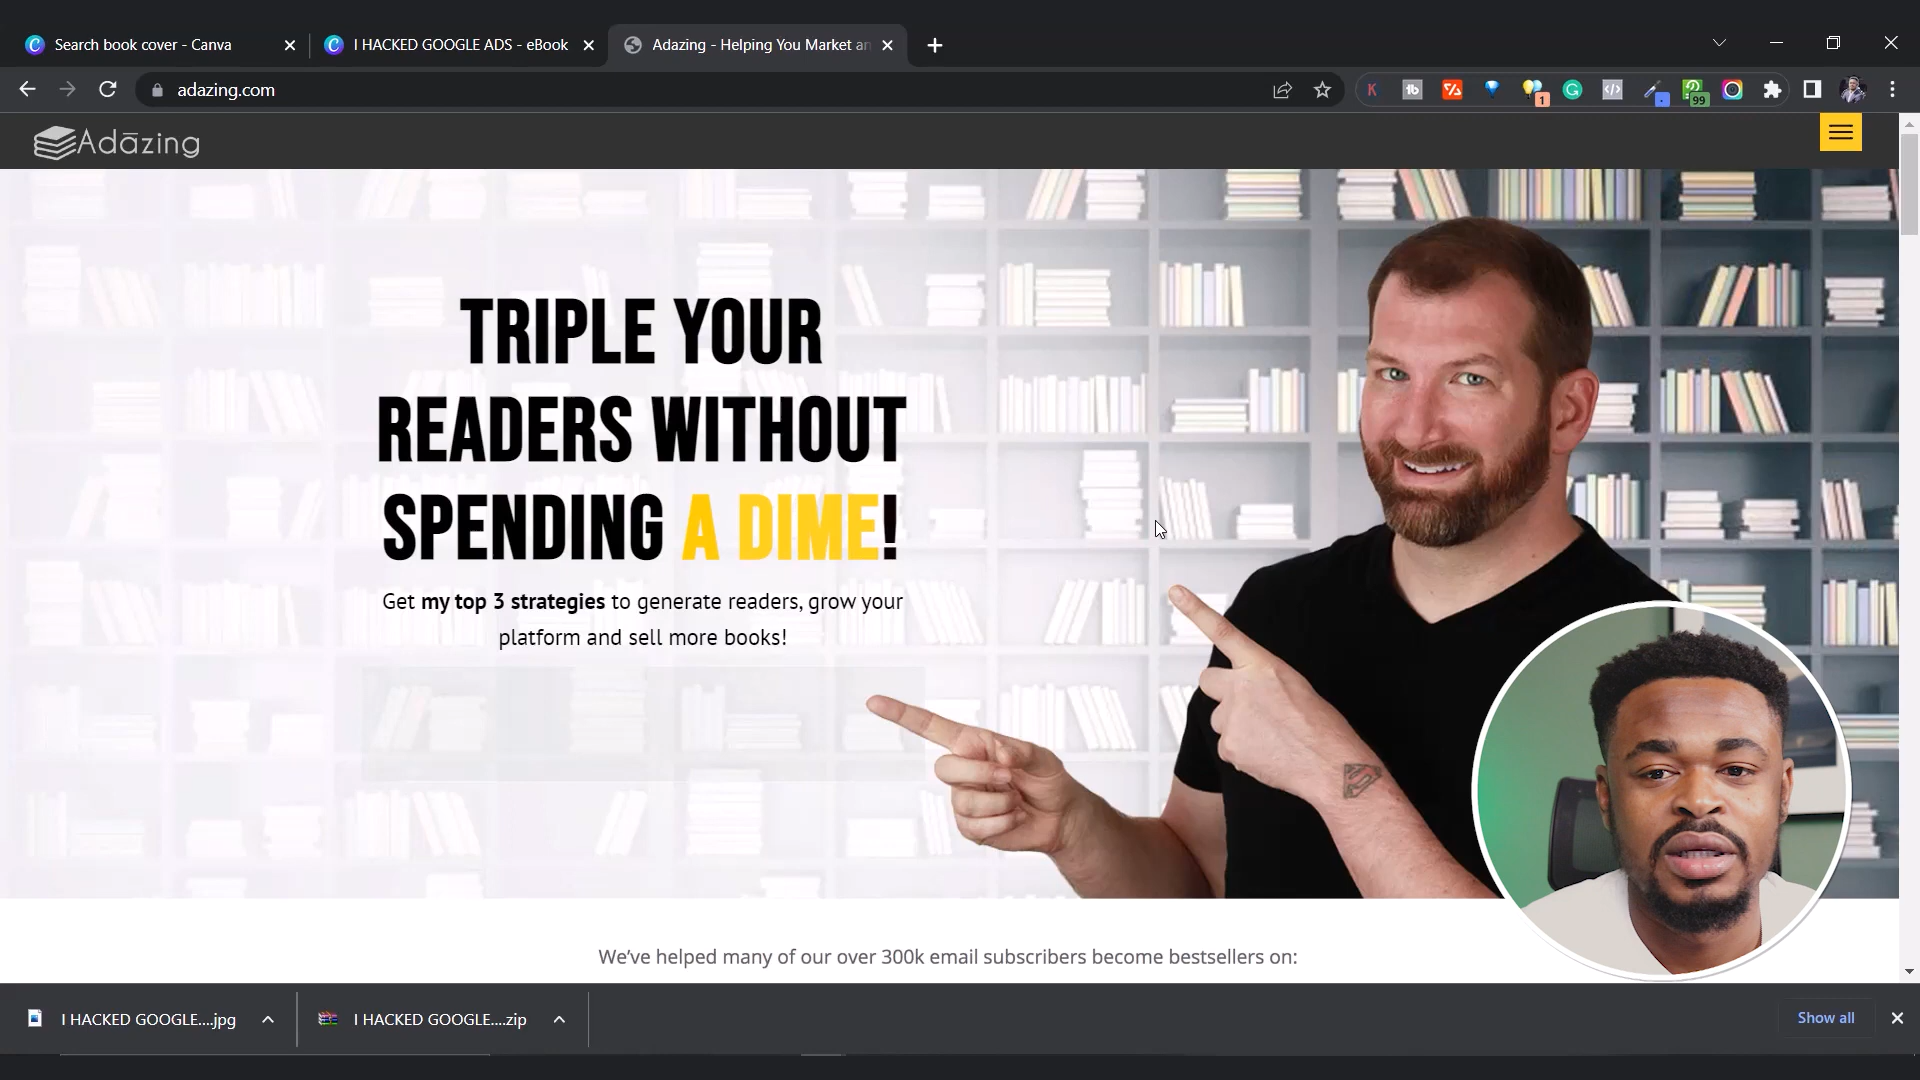 Search book cover - Canva
I HACKED GOOGLE ADS - eBook
Adazing - Helping You Market an
adazing.com
1
99
Adāzing
TRIPLE YOUR
READERS WITHOUT
SPENDING A DIME!
Get my top 3 strategies to generate readers, grow your
platform and sell more books!
We've helped many of our over 300k email subscribers become bestsellers on:
I HACKED GOOGLE....jpg
I HACKED GOOGLE....zip
Show all